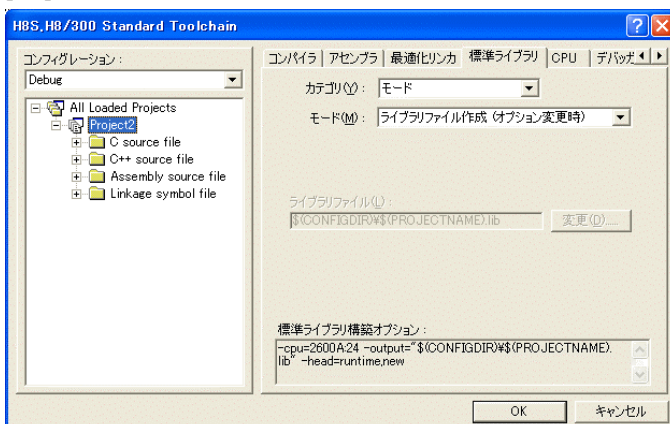 H8S,H8/300 Standard Toolchain
コンフィグレーション :
Debug
All Loaded Projects
Project2
C source file
C++ source file
Assembly source file
Linkage symbol file
コンパイラ アセンブラ 最適化リンカ 標準ライブラリ CPU デバッガ
カテゴリ(Y) : モード
モード(M) : ライブラリファイル作成 (オプション変更時)
ライブラリファイル(L) :
$(CONFIGDIR)¥$(PROJECTNAME).lib 変更(D)....
標準ライブラリ構築オプション :
-cpu=2600A:24 -output="$(CONFIGDIR)¥$(PROJECTNAME).
lib" -head=runtime,new
OK キャンセル